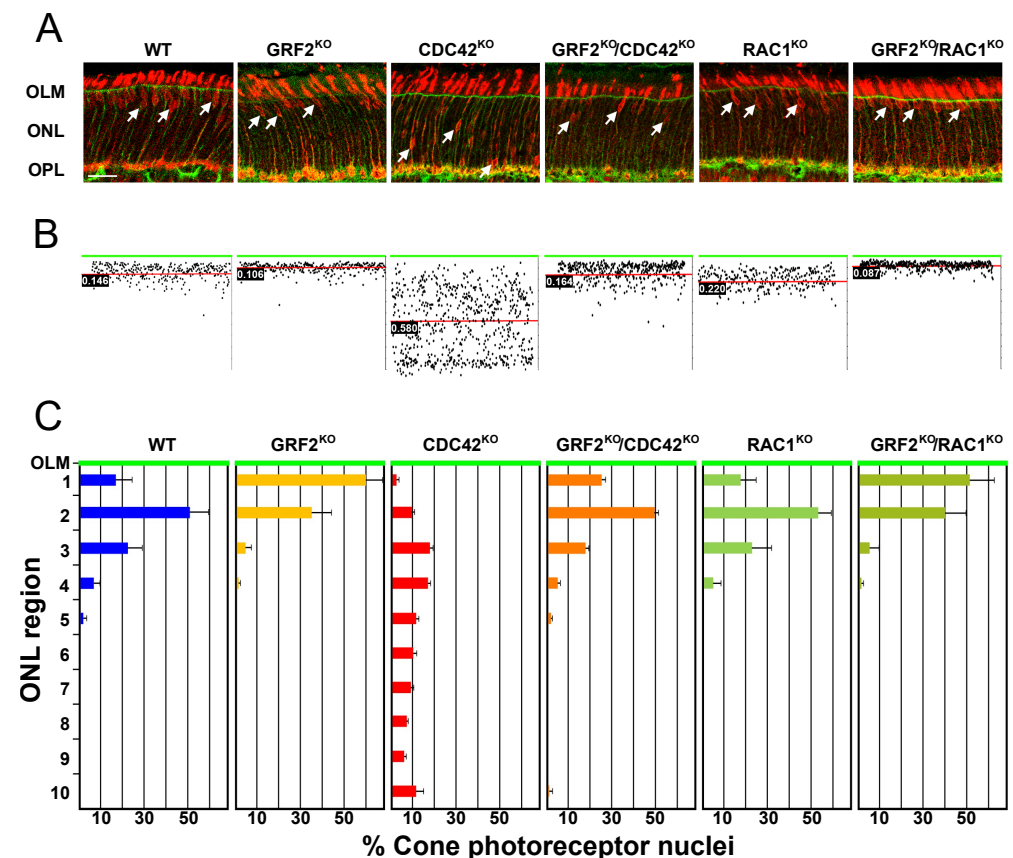 A
WT GRF2KO CDC42KO GRF2KO/CDC42KO RAC1KO GRF2KO/RAC1KO
OLM
ONL
OPL
B
0.146 0.106 0.580 0.164 0.220 0.087
C
WT GRF2KO CDC42KO GRF2KO/CDC42KO RAC1KO GRF2KO/RAC1KO
OLM
1
2
3
4
5
6
7
8
9
10
ONL region
10 30 50 10 30 50 10 30 50 10 30 50 10 30 50 10 30 50
% Cone photoreceptor nuclei